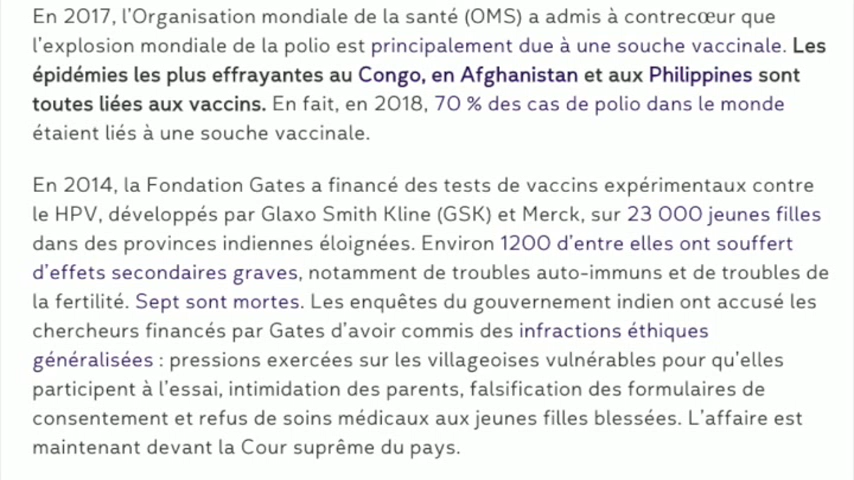 En 2017, l’Organisation mondiale de la santé (OMS) a admis à contrecœur que
l’explosion mondiale de la polio est principalement due à une souche vaccinale. Les
épidémies les plus effrayantes au Congo, en Afghanistan et aux Philippines sont
toutes liées aux vaccins. En fait, en 2018, 70 % des cas de polio dans le monde
étaient liés à une souche vaccinale.
En 2014, la Fondation Gates a financé des tests de vaccins expérimentaux contre
le HPV, développés par Glaxo Smith Kline (GSK) et Merck, sur 23 000 jeunes filles
dans des provinces indiennes éloignées. Environ 1200 d’entre elles ont souffert
d’effets secondaires graves, notamment de troubles auto-immuns et de troubles de
la fertilité. Sept sont mortes. Les enquêtes du gouvernement indien ont accusé les
chercheurs financés par Gates d’avoir commis des infractions éthiques
généralisées : pressions exercées sur les villageoises vulnérables pour qu’elles
participent à l’essai, intimidation des parents, falsification des formulaires de
consentement et refus de soins médicaux aux jeunes filles blessées. L’affaire est
maintenant devant la Cour suprême du pays.